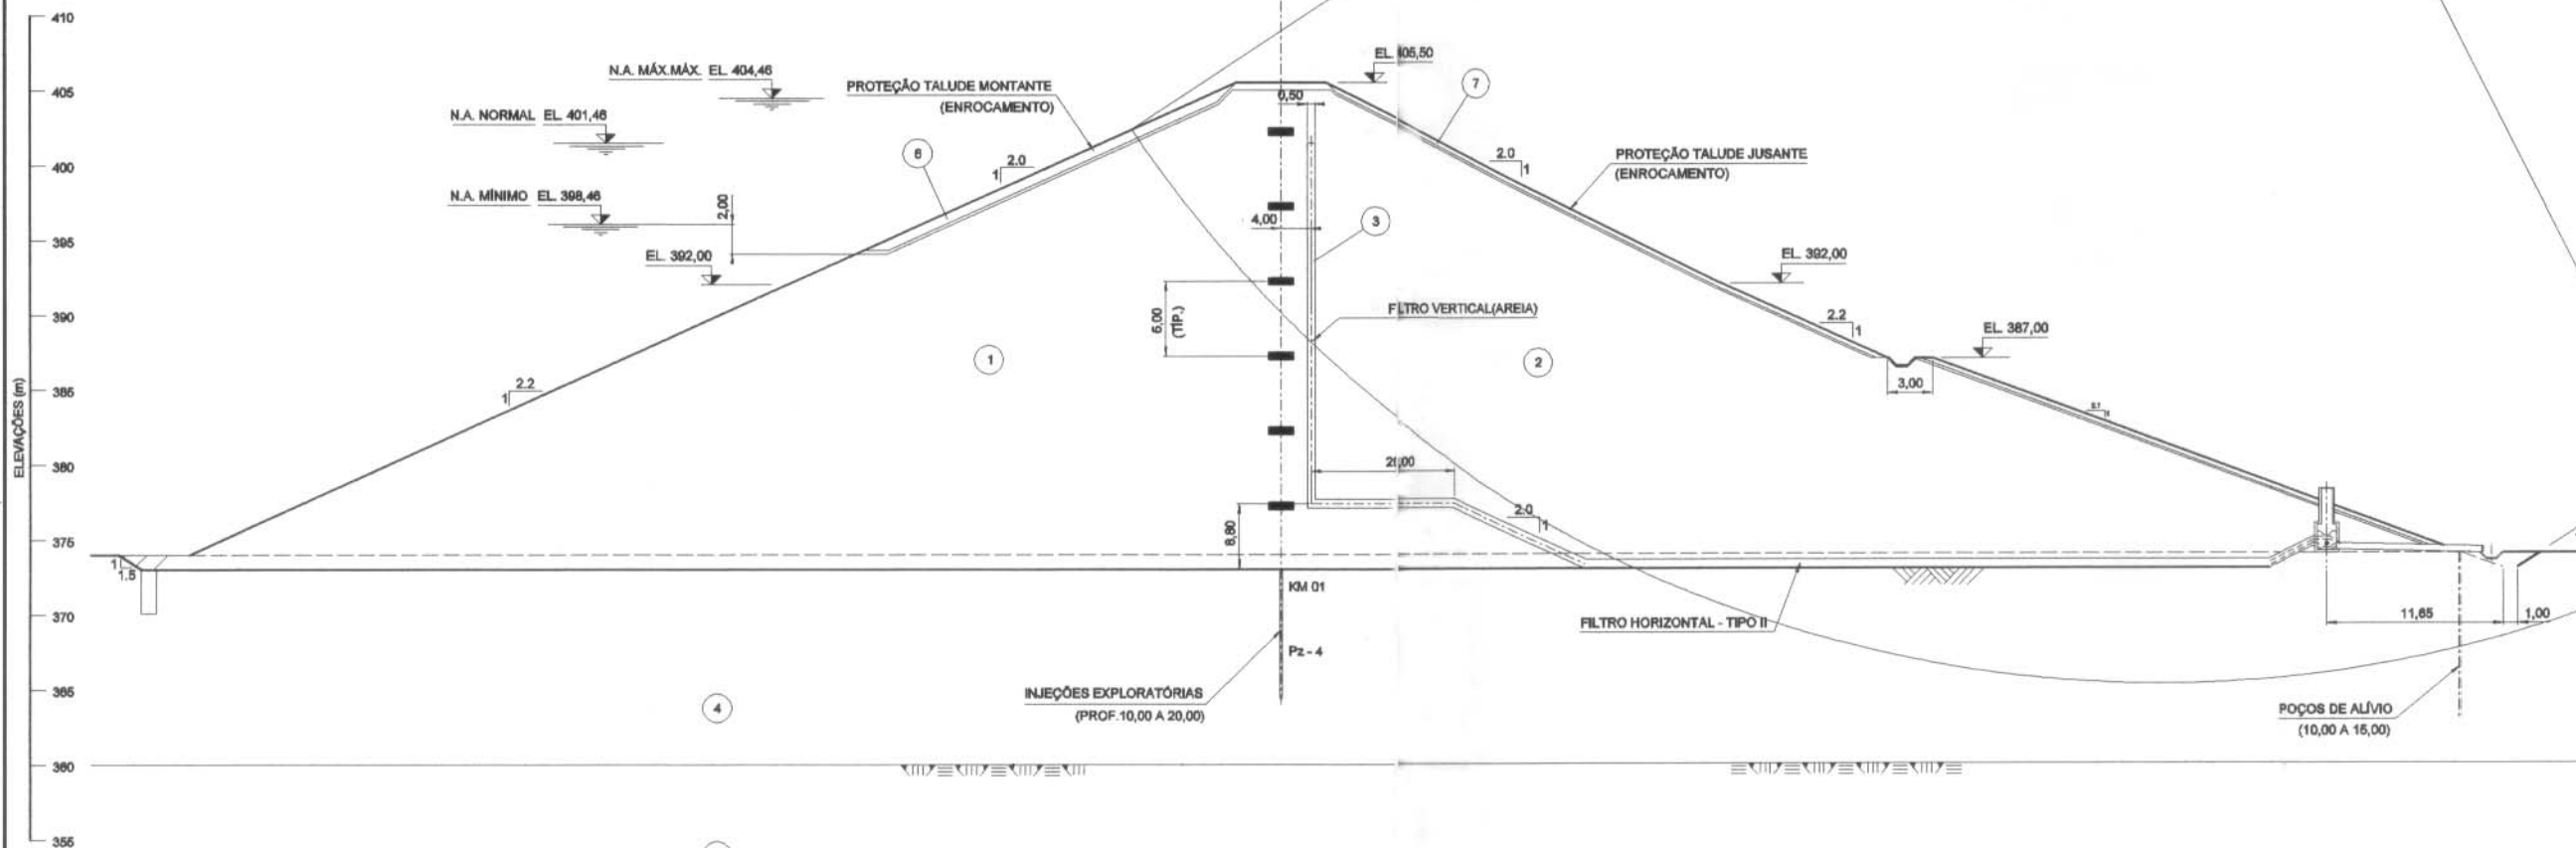 410
405
400
395
390
385
380
375
370
365
360
355
ELEVAÇÕES (m)
N.A. MÁX.MÁX. EL. 404,46
N.A. NORMAL EL. 401,46
N.A. MÍNIMO EL. 398,46
2,00
EL. 392,00
PROTEÇÃO TALUDE MONTANTE
(ENROCAMENTO)
6
1
2.0
1
2.2
1
1
1.5
EL. 405,50
0,50
7
4,00
3
2.0
1
PROTEÇÃO TALUDE JUSANTE
(ENROCAMENTO)
EL. 392,00
5,00
(TIP.)
FILTRO VERTICAL(AREIA)
2
2.2
1
EL. 387,00
3,00
21,00
8,80
2.0
1
KM 01
Pz - 4
INJEÇÕES EXPLORATÓRIAS
(PROF.10,00 A 20,00)
4
FILTRO HORIZONTAL - TIPO II
11,65
1,00
POÇOS DE ALÍVIO
(10,00 A 15,00)